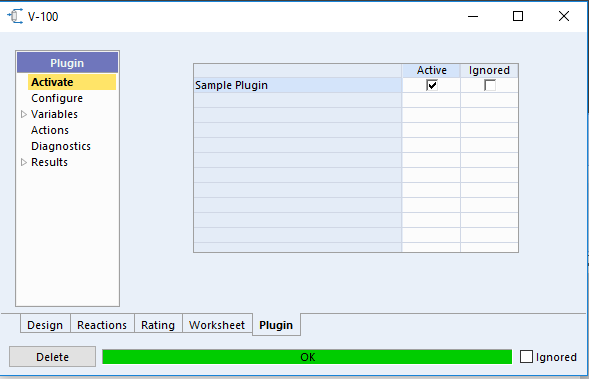 V-100
Plugin
Activate
Configure
Variables
Actions
Diagnostics
Results
Active Ignored
Sample Plugin
Design Reactions Rating Worksheet Plugin
Delete OK Ignored